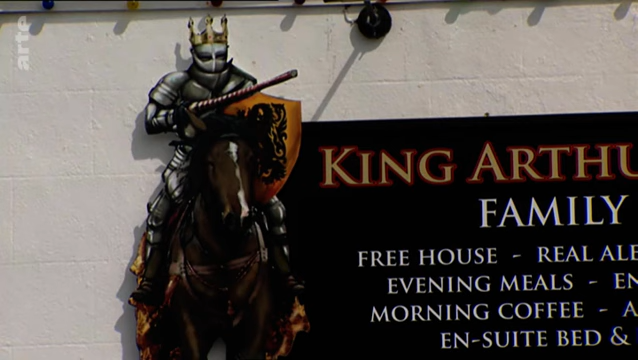 arte
KING ARTHU
FAMILY
FREE HOUSE - REAL ALE
EVENING MEALS - EN
MORNING COFFEE - A
EN-SUITE BED &